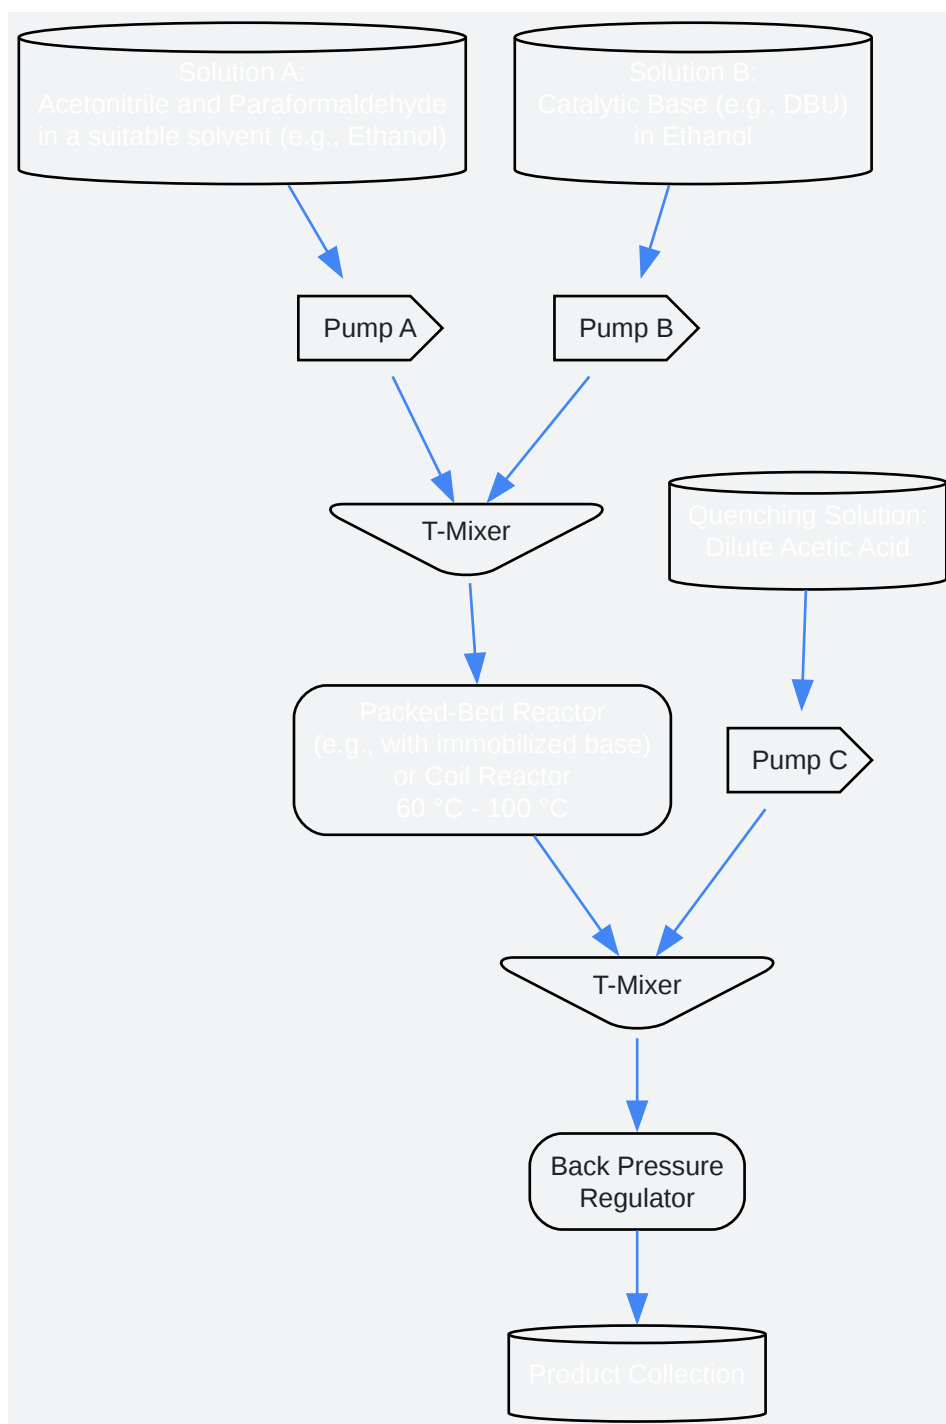 Solution A:
Acetonitrile and Paraformaldehyde
in a suitable solvent (e.g., Ethanol)
Solution B:
Catalytic Base (e.g., DBU)
in Ethanol
Pump A
Pump B
T-Mixer
Quenching Solution:
Dilute Acetic Acid
Packed-Bed Reactor
(e.g., with immobilized base)
or Coil Reactor
60 °C - 100 °C
Pump C
T-Mixer
Back Pressure
Regulator
Product Collection